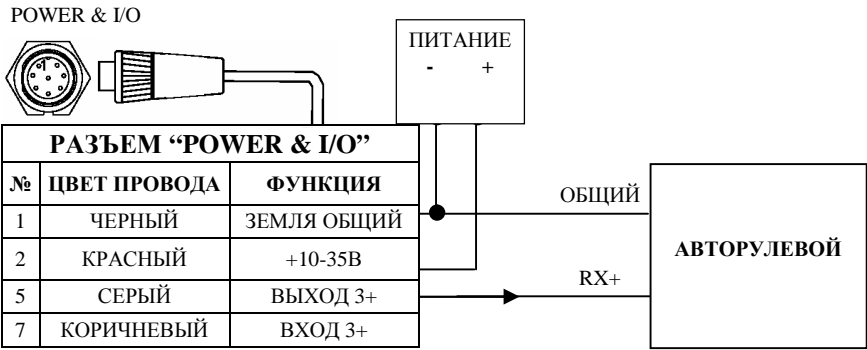 POWER & I/O
ПИТАНИЕ
- +
РАЗЪЕМ “POWER & I/O”
№ ЦВЕТ ПРОВОДА ФУНКЦИЯ
1 ЧЕРНЫЙ ЗЕМЛЯ ОБЩИЙ
2 КРАСНЫЙ +10-35В
5 СЕРЫЙ ВЫХОД 3+
7 КОРИЧНЕВЫЙ ВХОД 3+
ОБЩИЙ
RX+
АВТОРУЛЕВОЙ